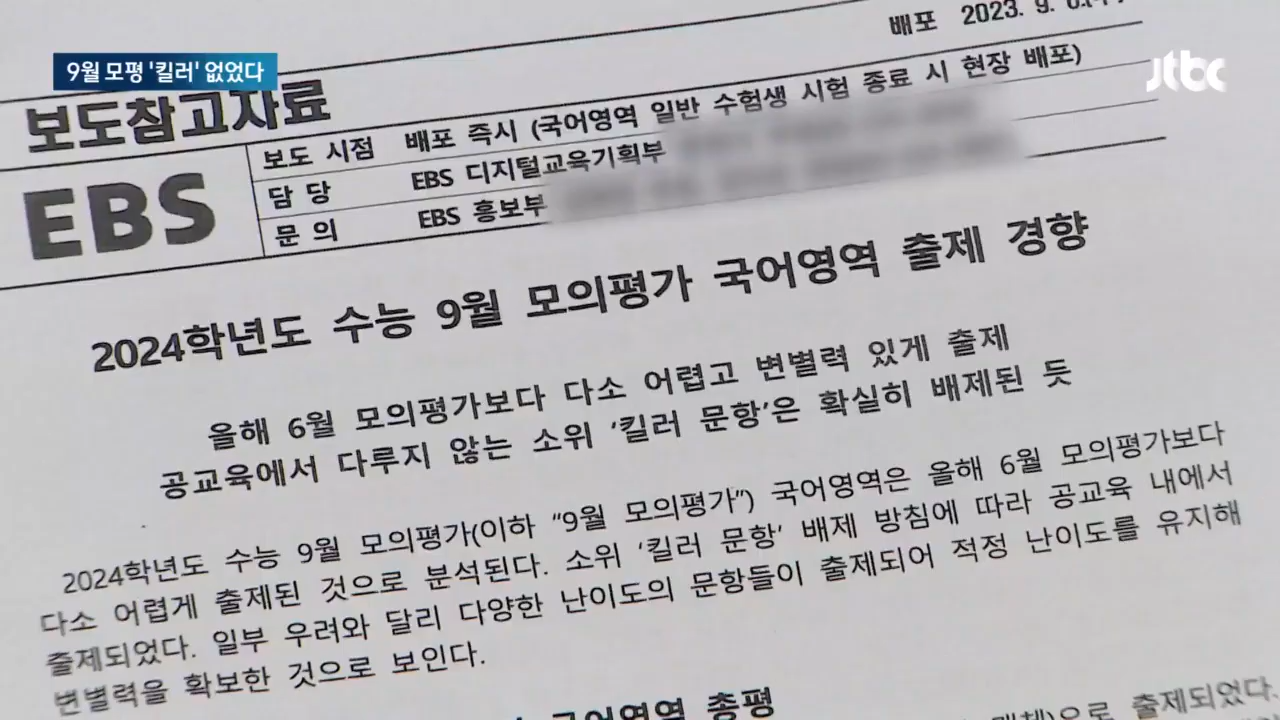 9월 모평 '킬러' 없었다
jtbc
배포 2023. 9.
보도참고자료
EBS
보도 시점 배포 즉시 (국어영역 일반 수험생 시험 종료 시 현장 배포)
담 당 EBS 디지털교육기획부
문 의 EBS 홍보부
2024학년도 수능 9월 모의평가 국어영역 출제 경향
올해 6월 모의평가보다 다소 어렵고 변별력 있게 출제
공교육에서 다루지 않는 소위 '킬러 문항'은 확실히 배제된 듯
2024학년도 수능 9월 모의평가(이하 "9월 모의평가") 국어영역은 올해 6월 모의평가보다
다소 어렵게 출제된 것으로 분석된다. 소위 '킬러 문항' 배제 방침에 따라 공교육 내에서
출제되었다. 일부 우려와 달리 다양한 난이도의 문항들이 출제되어 적정 난이도를 유지해
변별력을 확보한 것으로 보인다.
국어영역 총평
매체)으로 출제되었다.